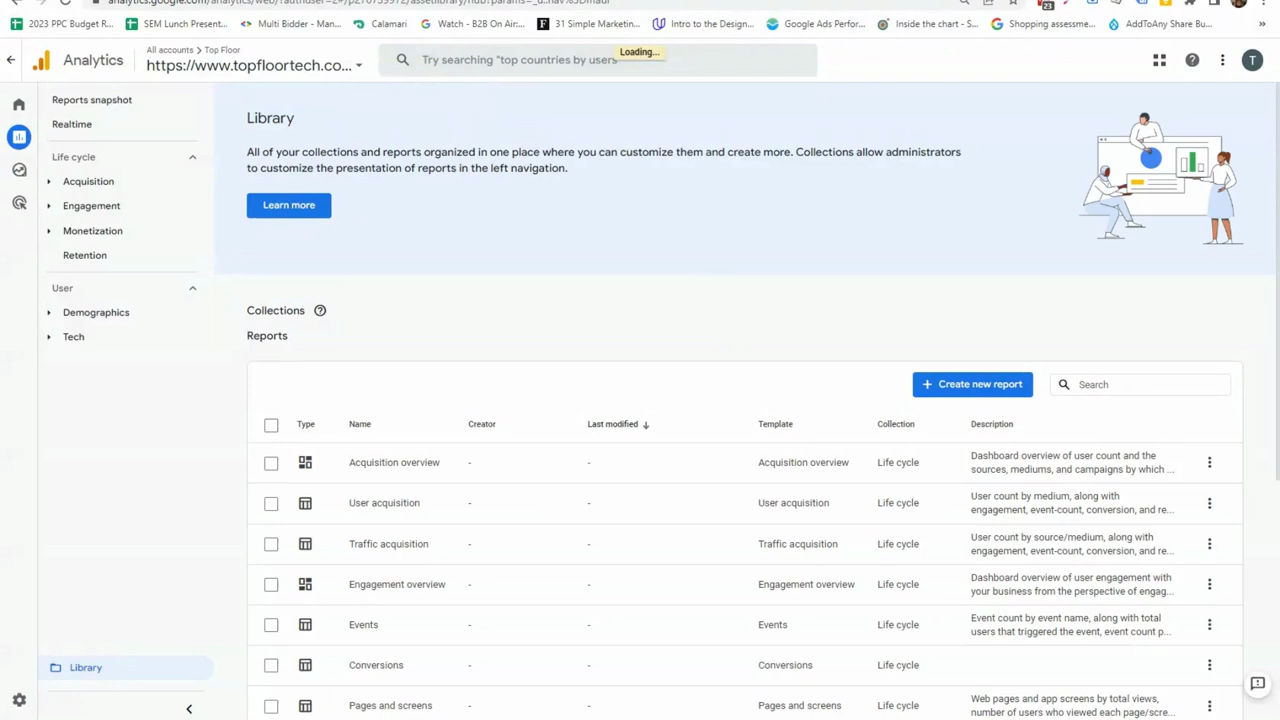 analytics.google.com/analytics/web/
23
2023 PPC Budget R...
SEM Lunch Present...
Multi Bidder - Man...
Calamari
Watch - B2B On Air,...
31 Simple Marketin...
Intro to the Design...
Google Ads Perfor...
Inside the chart - S...
Shopping assessme...
AddToAny Share Bu...
Analytics
All accounts > Top Floor
https://www.topfloortech.co...
Try searching "top countries by users"
Loading...
T
Reports snapshot
Realtime
Life cycle
Acquisition
Engagement
Monetization
Retention
User
Demographics
Tech
Library
Library
All of your collections and reports organized in one place where you can customize them and create more. Collections allow administrators
to customize the presentation of reports in the left navigation.
Learn more
Collections
Reports
+ Create new report
Search
Type Name Creator Last modified Template Collection Description
Acquisition overview - - Acquisition overview Life cycle Dashboard overview of user count and the
sources, mediums, and campaigns by which ...
User acquisition - - User acquisition Life cycle User count by medium, along with
engagement, event-count, conversion, and re...
Traffic acquisition - - Traffic acquisition Life cycle User count by source/medium, along with
engagement, event-count, conversion, and re...
Engagement overview - - Engagement overview Life cycle Dashboard overview of user engagement with
your business from the perspective of engag...
Events - - Events Life cycle Event count by event name, along with total
users that triggered the event, event count p...
Conversions - - Conversions Life cycle
Pages and screens - - Pages and screens Life cycle Web pages and app screens by total views,
number of users who viewed each page/scre...